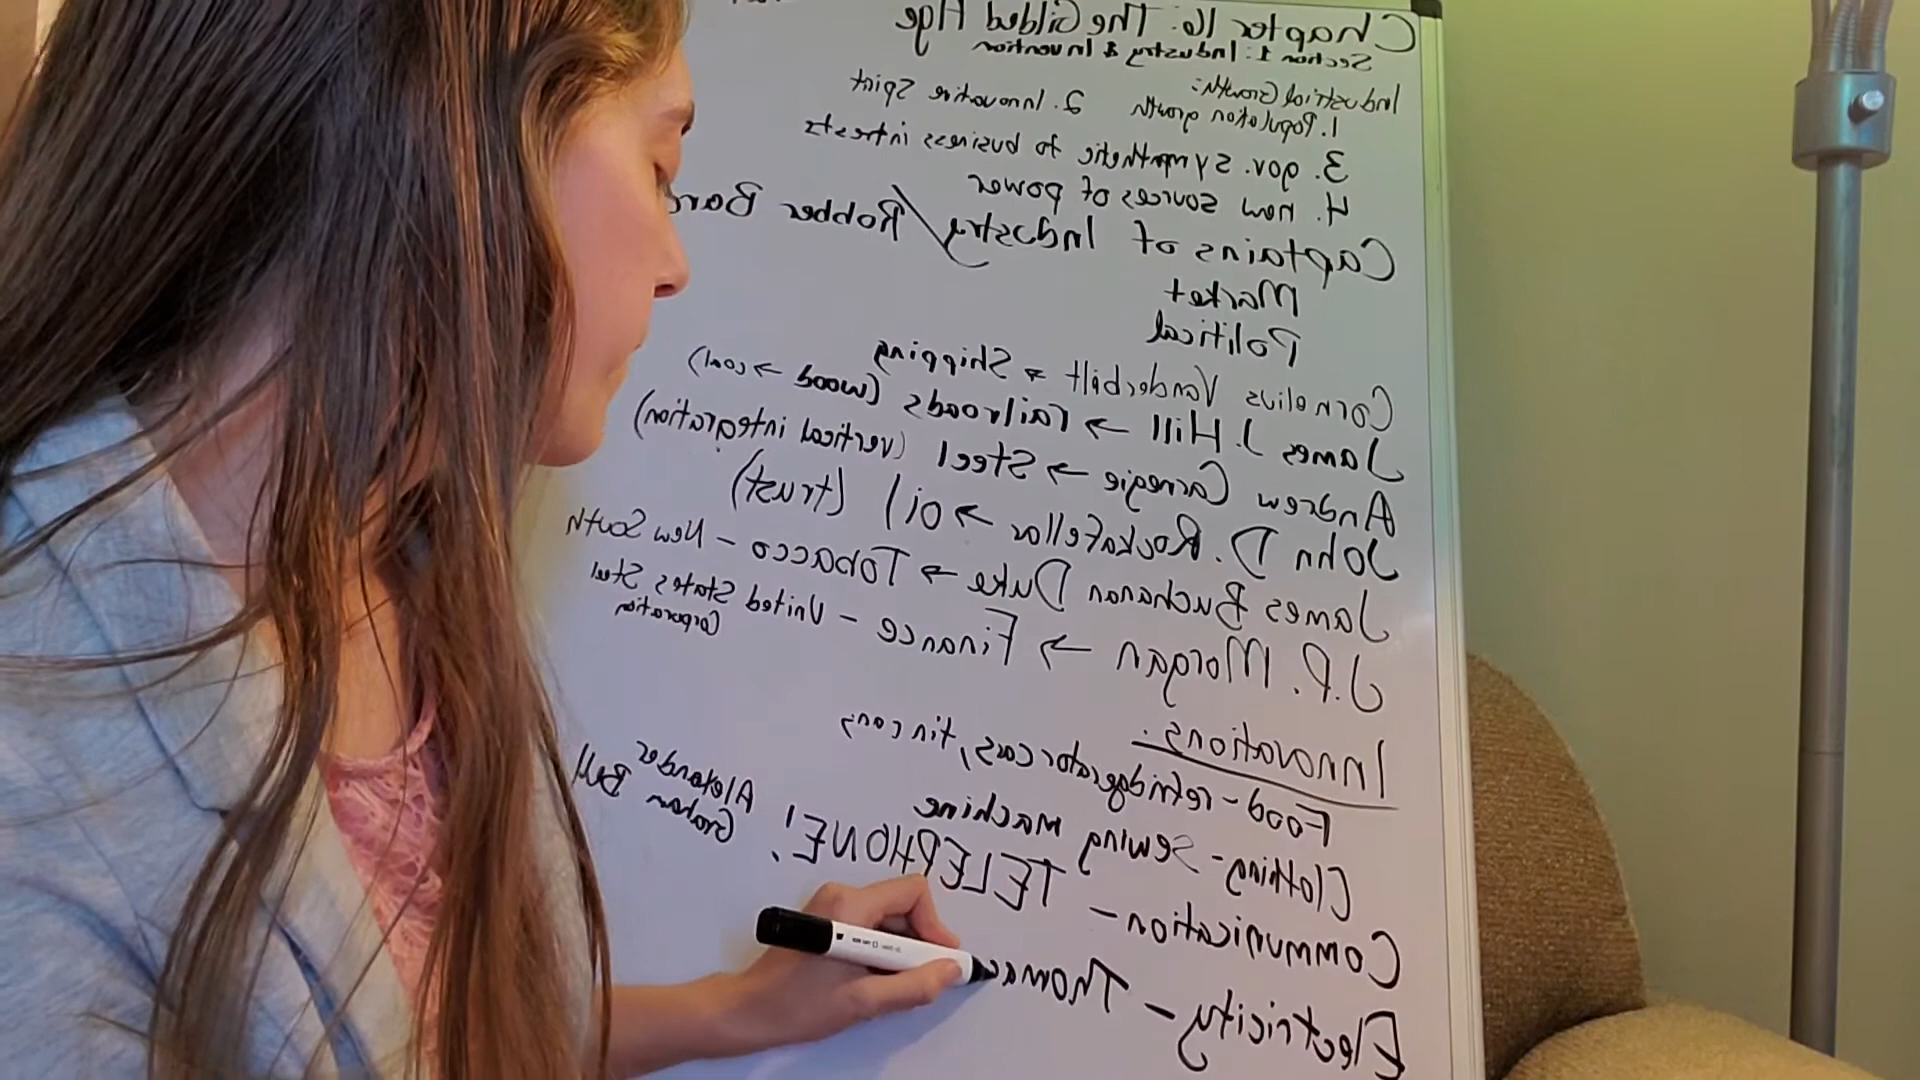 Chapter 16: The Gilded Age
Section 1: Industry & Invention
Industrial Growth:
1. Population growth 2. Innovative Spirit
3. gov. sympathetic to business intrests
4. new sources of power
Captains of Industry/Robber Baro
Market
Political
Cornelius Vanderbilt → Shipping
James J. Hill → railroads (wood → coal)
Andrew Carnegie → Steel (vertical integration)
John D. Rockafellar → oil (trust)
James Buchanan Duke → Tobacco - New South
J.P. Morgan → Finance - United States Steel
Corporation
Innovations:
Food - refridgerator cars, tin cans
Clothing - sewing machine
Communication - TELEPHONE! Alexander
Graham Bell
Electricity - Thomas